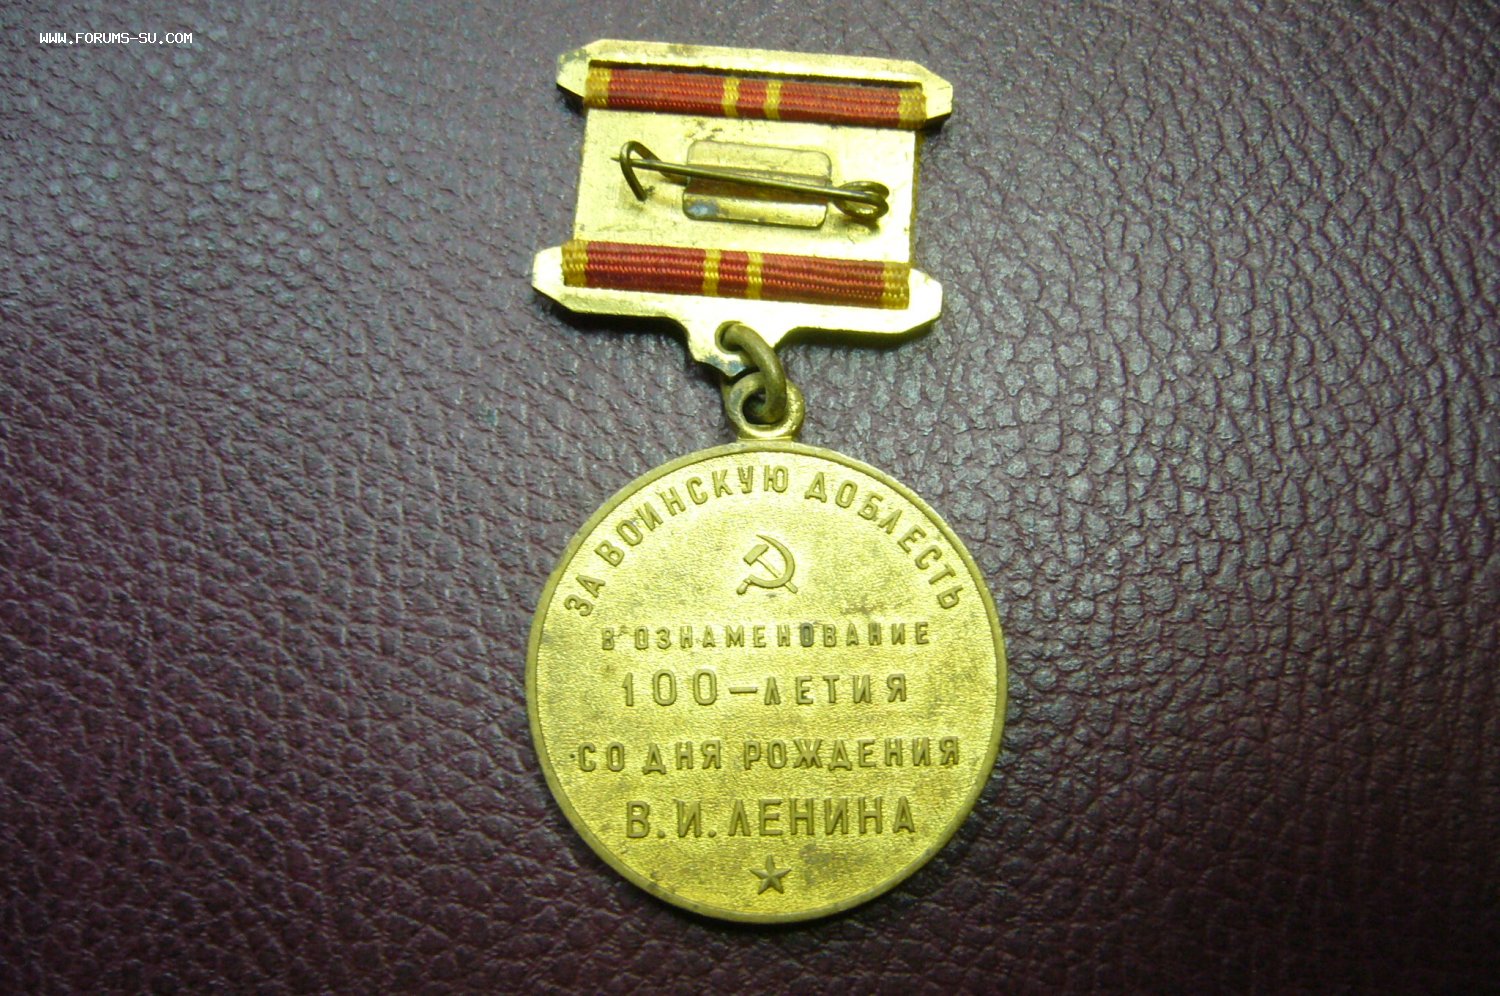 WWW.FORUMS-SU.COM
ЗА ВОИНСКУЮ ДОБЛЕСТЬ
В ОЗНАМЕНОВАНИЕ
100-ЛЕТИЯ
СО ДНЯ РОЖДЕНИЯ
В.И.ЛЕНИНА